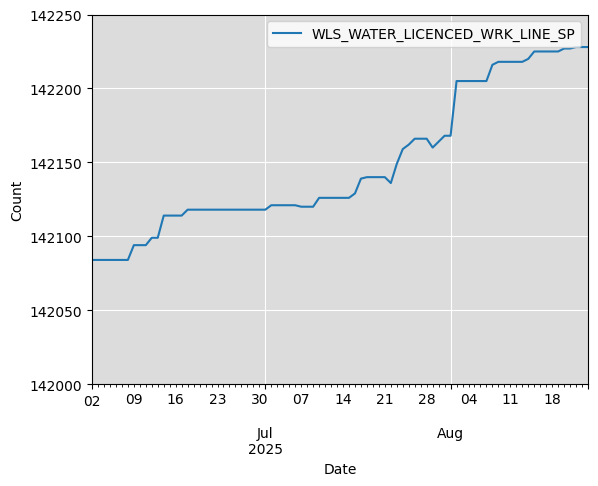 WLS_WATER_LICENCED_WRK_LINE_SP
142250
142200
142150
142100
142050
142000
Count
02 09 16 23 30 07 14 21 28 04 11 18
Jul Aug
2025
Date